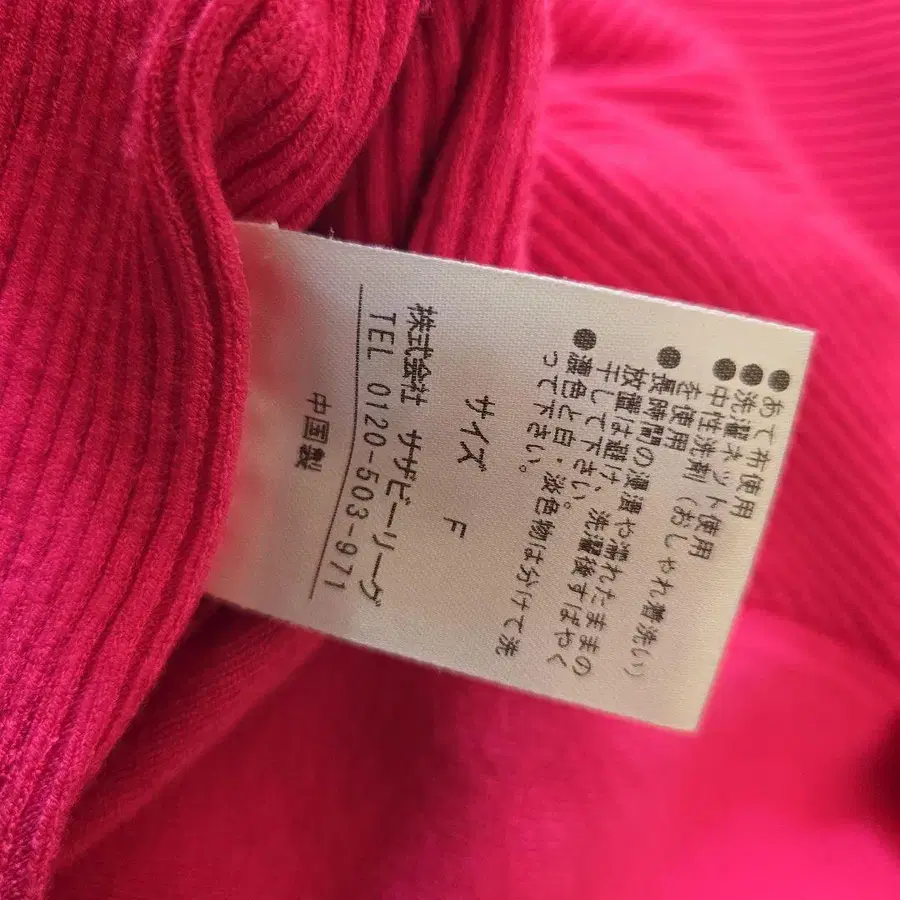 ●あて布使用
●洗濯ネット使用
●中性洗剤(おしゃれ着洗い)
を使用
●長時間の浸漬や濡れたままの
放置は避け、洗濯後すばやく
干して下さい。
●濃色と白・淡色物は分けて洗
って下さい。
サイズ F
株式会社 サザビーリーグ
TEL 0120-503-971
中国製